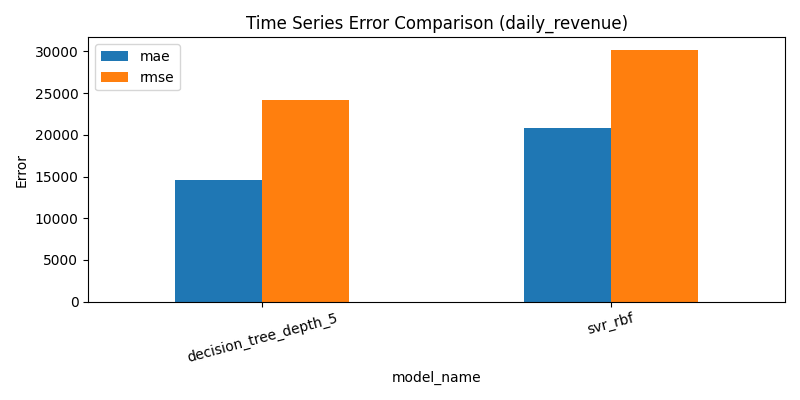 Time Series Error Comparison (daily_revenue)
mae
rmse
30000
25000
20000
15000
10000
5000
0
Error
decision_tree_depth_5
svr_rbf
model_name